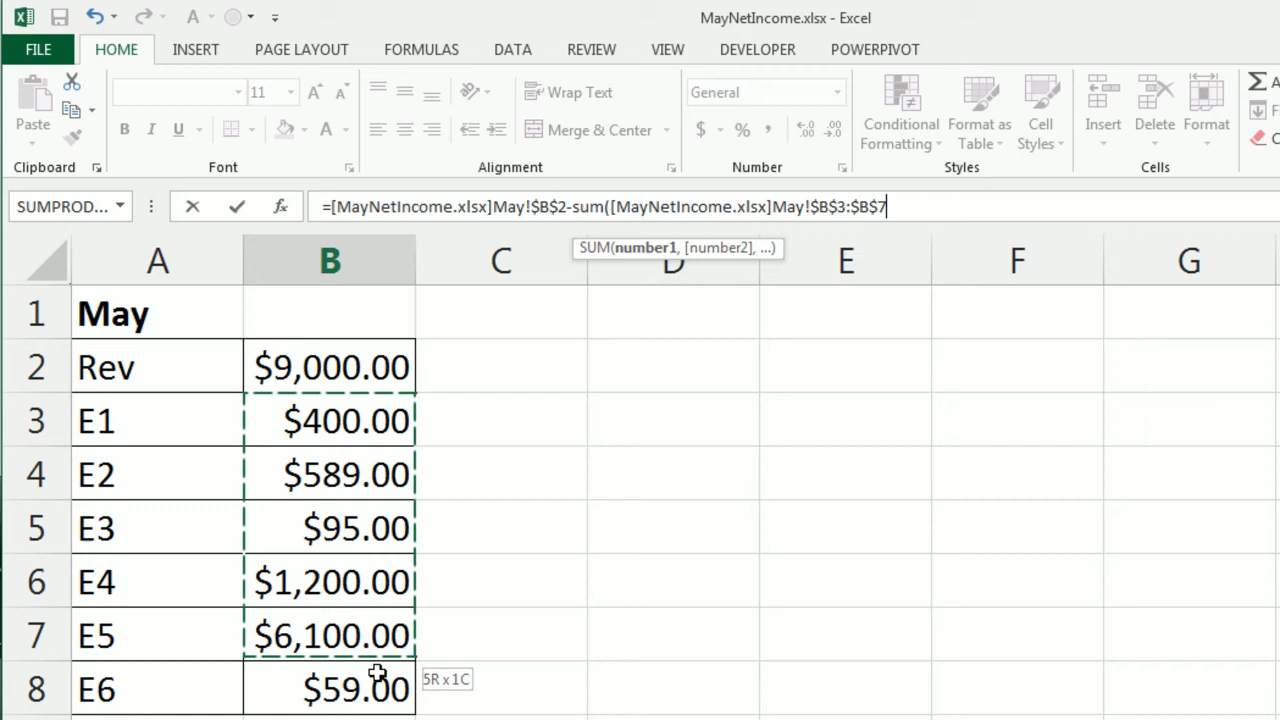 MayNetIncome.xlsx - Excel
FILE HOME INSERT PAGE LAYOUT FORMULAS DATA REVIEW VIEW DEVELOPER POWERPIVOT
11 A A Wrap Text General
Paste B I U A Merge & Center $ % , Conditional Formatting Format as Table Cell Styles Insert Delete Format
Clipboard Font Alignment Number Styles Cells
SUMPROD... fx =[MayNetIncome.xlsx]May!$B$2-sum([MayNetIncome.xlsx]May!$B$3:$B$7
SUM(number1, [number2], ...)
A B C D E F G
1 May
2 Rev $9,000.00
3 E1 $400.00
4 E2 $589.00
5 E3 $95.00
6 E4 $1,200.00
7 E5 $6,100.00
8 E6 $59.00 5R x 1C